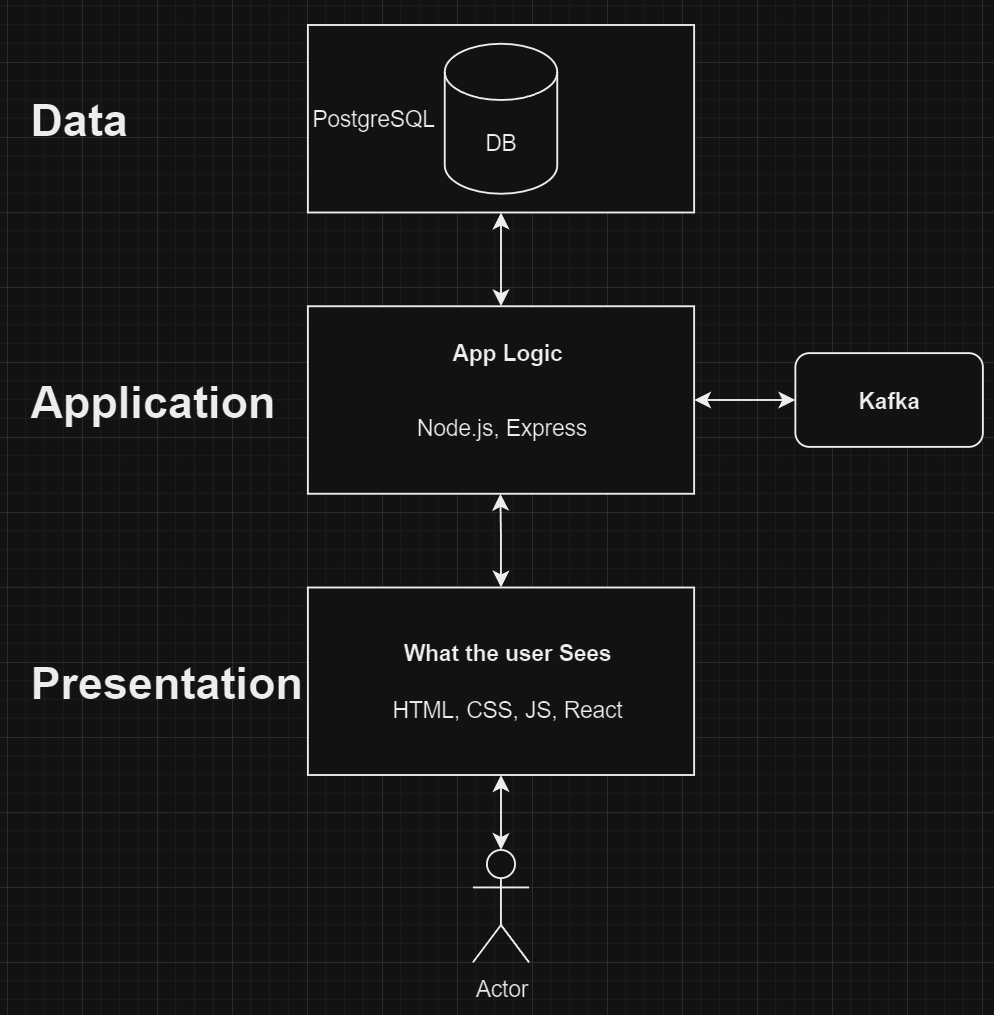 Data
PostgreSQL
DB
Application
App Logic
Node.js, Express
Kafka
Presentation
What the user Sees
HTML, CSS, JS, React
Actor